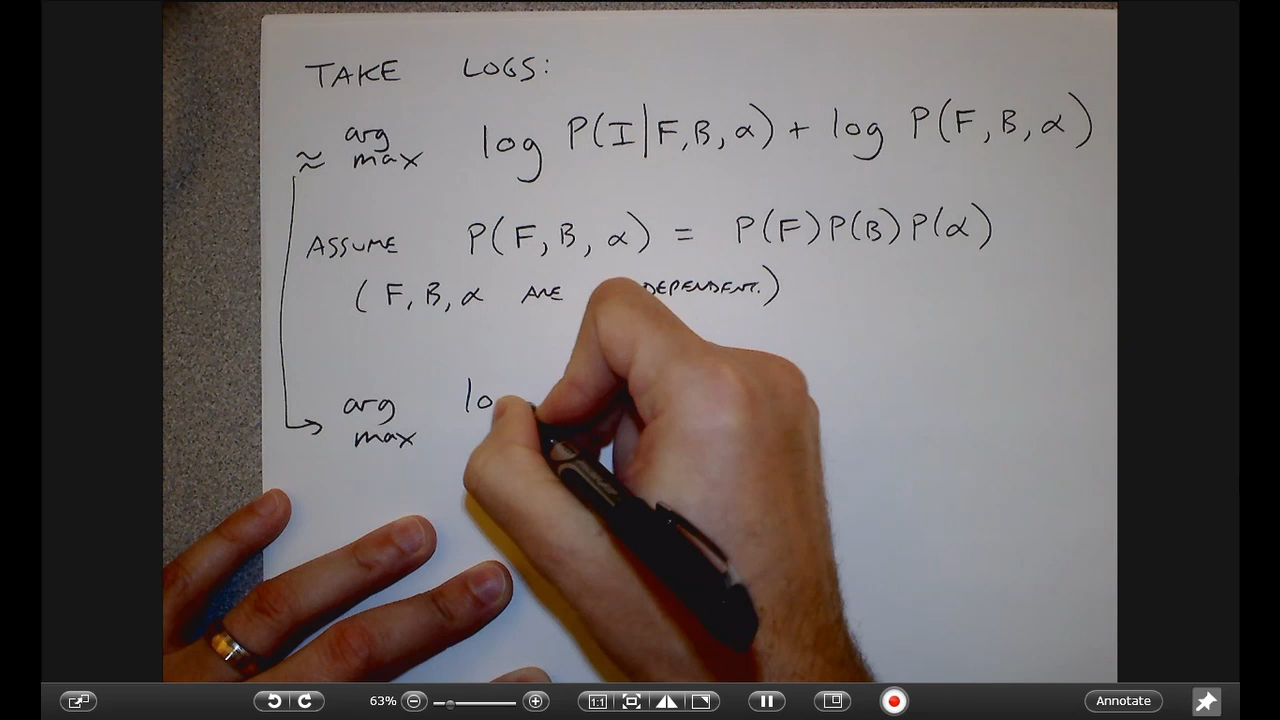 TAKE LOGS:
≈ arg max log P(I|F,B,α) + log P(F,B,α)
ASSUME P(F,B,α) = P(F)P(B)P(α)
(F,B,α ARE DEPENDENT.)
arg max lo
63%
1:1
Annotate